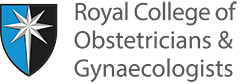 Royal College of
Obstetricians &
Gynaecologists